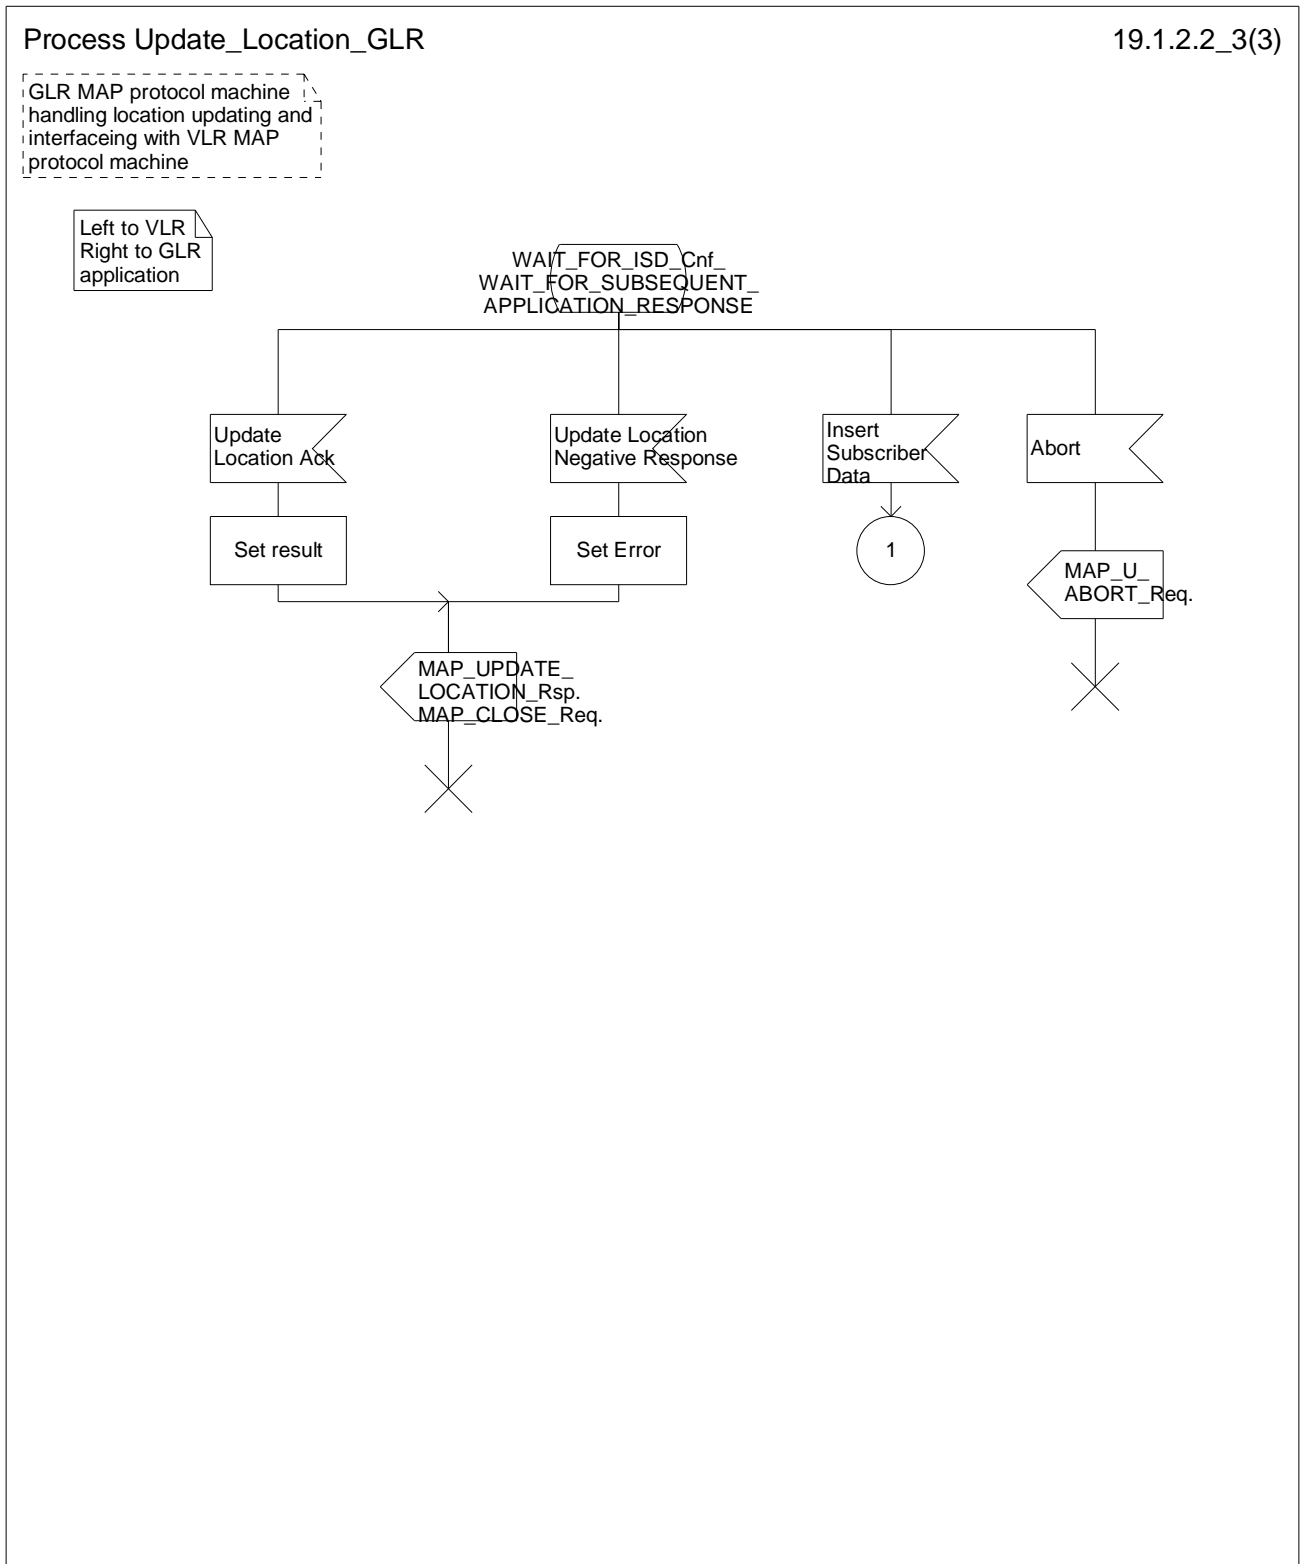 Process Update_Location_GLR
19.1.2.2_3(3)
GLR MAP protocol machine
handling location updating and
interfaceing with VLR MAP
protocol machine
Left to VLR
Right to GLR
application
WAIT_FOR_ISD_Cnf_
WAIT_FOR_SUBSEQUENT_
APPLICATION_RESPONSE
Update
Location Ack
Update Location
Negative Response
Insert
Subscriber
Data
Abort
Set result
Set Error
1
MAP_U_
ABORT_Req.
MAP_UPDATE_
LOCATION_Rsp.
MAP_CLOSE_Req.